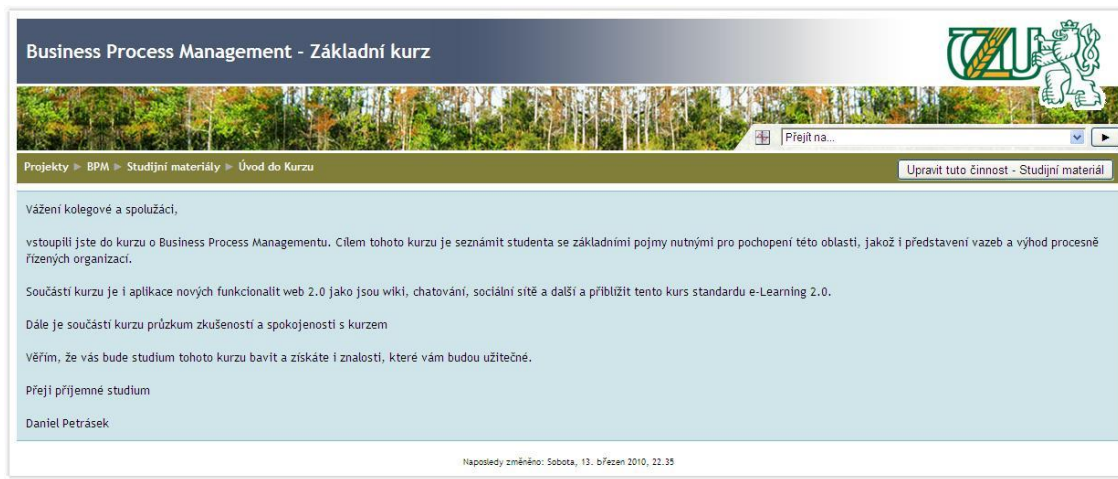 Business Process Management - Základní kurz
ČZU
Přejít na...
Projekty ► BPM ► Studijní materiály ► Úvod do Kurzu
Upravit tuto činnost - Studijní materiál
Vážení kolegové a spolužáci,
vstoupili jste do kurzu o Business Process Managementu. Cílem tohoto kurzu je seznámit studenta se základními pojmy nutnými pro pochopení této oblasti, jakož i představení vazeb a výhod procesně
řízených organizací.
Součástí kurzu je i aplikace nových funkcionalit web 2.0 jako jsou wiki, chatování, sociální sítě a další a přiblížit tento kurs standardu e-Learning 2.0.
Dále je součástí kurzu průzkum zkušeností a spokojenosti s kurzem
Věřím, že vás bude studium tohoto kurzu bavit a získáte i znalosti, které vám budou užitečné.
Přeji příjemné studium
Daniel Petrásek
Naposledy změněno: Sobota, 13. březen 2010, 22.35